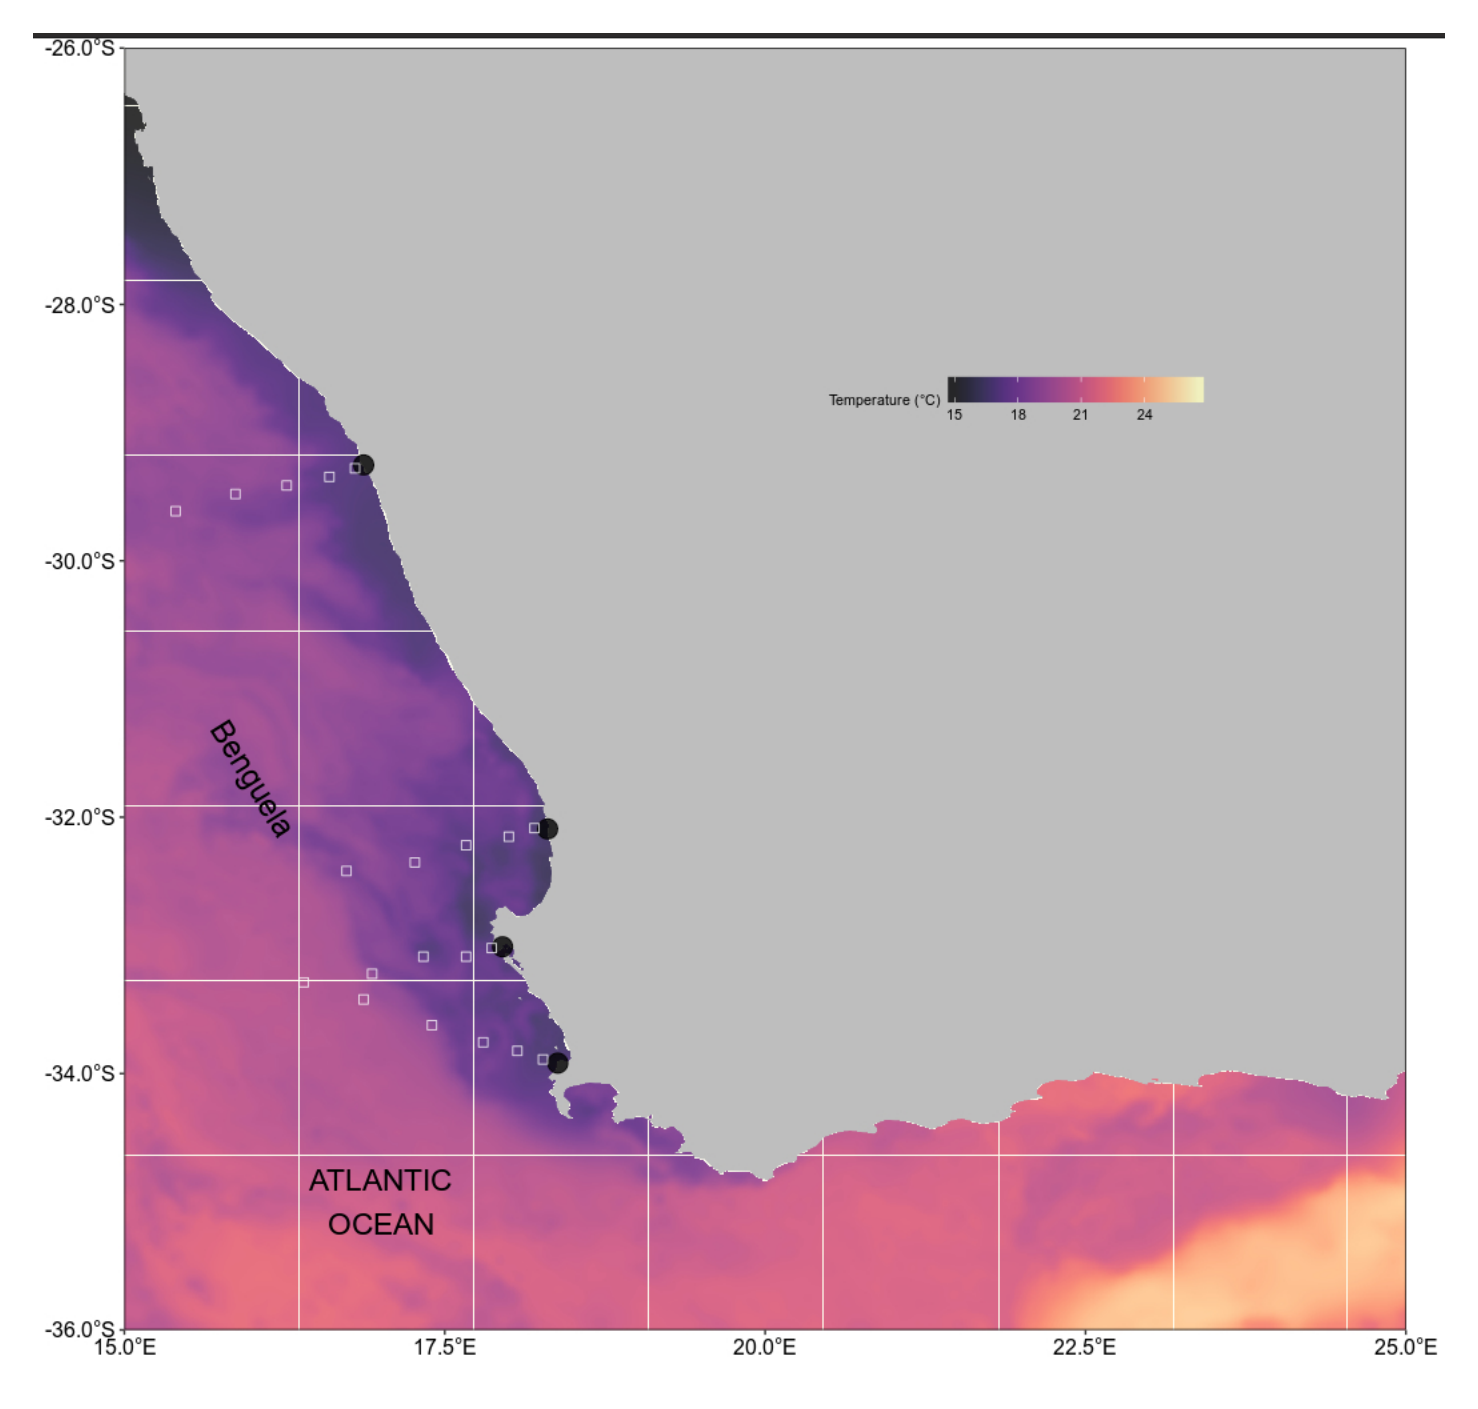 -26.0°S
-28.0°S
Temperature (°C)
15 18 21 24
-30.0°S
Benguela
-32.0°S
-34.0°S
ATLANTIC
OCEAN
-36.0°S
15.0°E 17.5°E 20.0°E 22.5°E 25.0°E